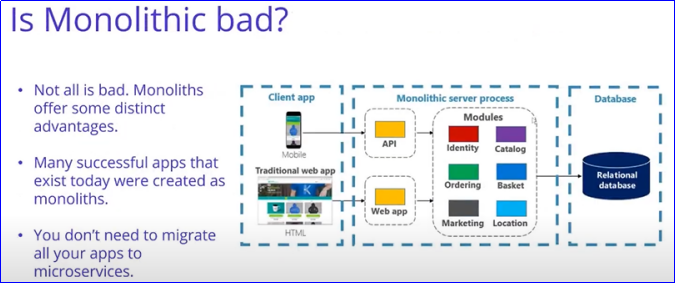 Is Monolithic bad?
• Not all is bad. Monoliths
offer some distinct
advantages.
• Many successful apps that
exist today were created as
monoliths.
• You don't need to migrate
all your apps to
microservices.
Client app
Mobile
Traditional web app
HTML
Monolithic server process
API
Web app
Modules
Identity
Catalog
Ordering
Basket
Marketing
Location
Database
Relational
database